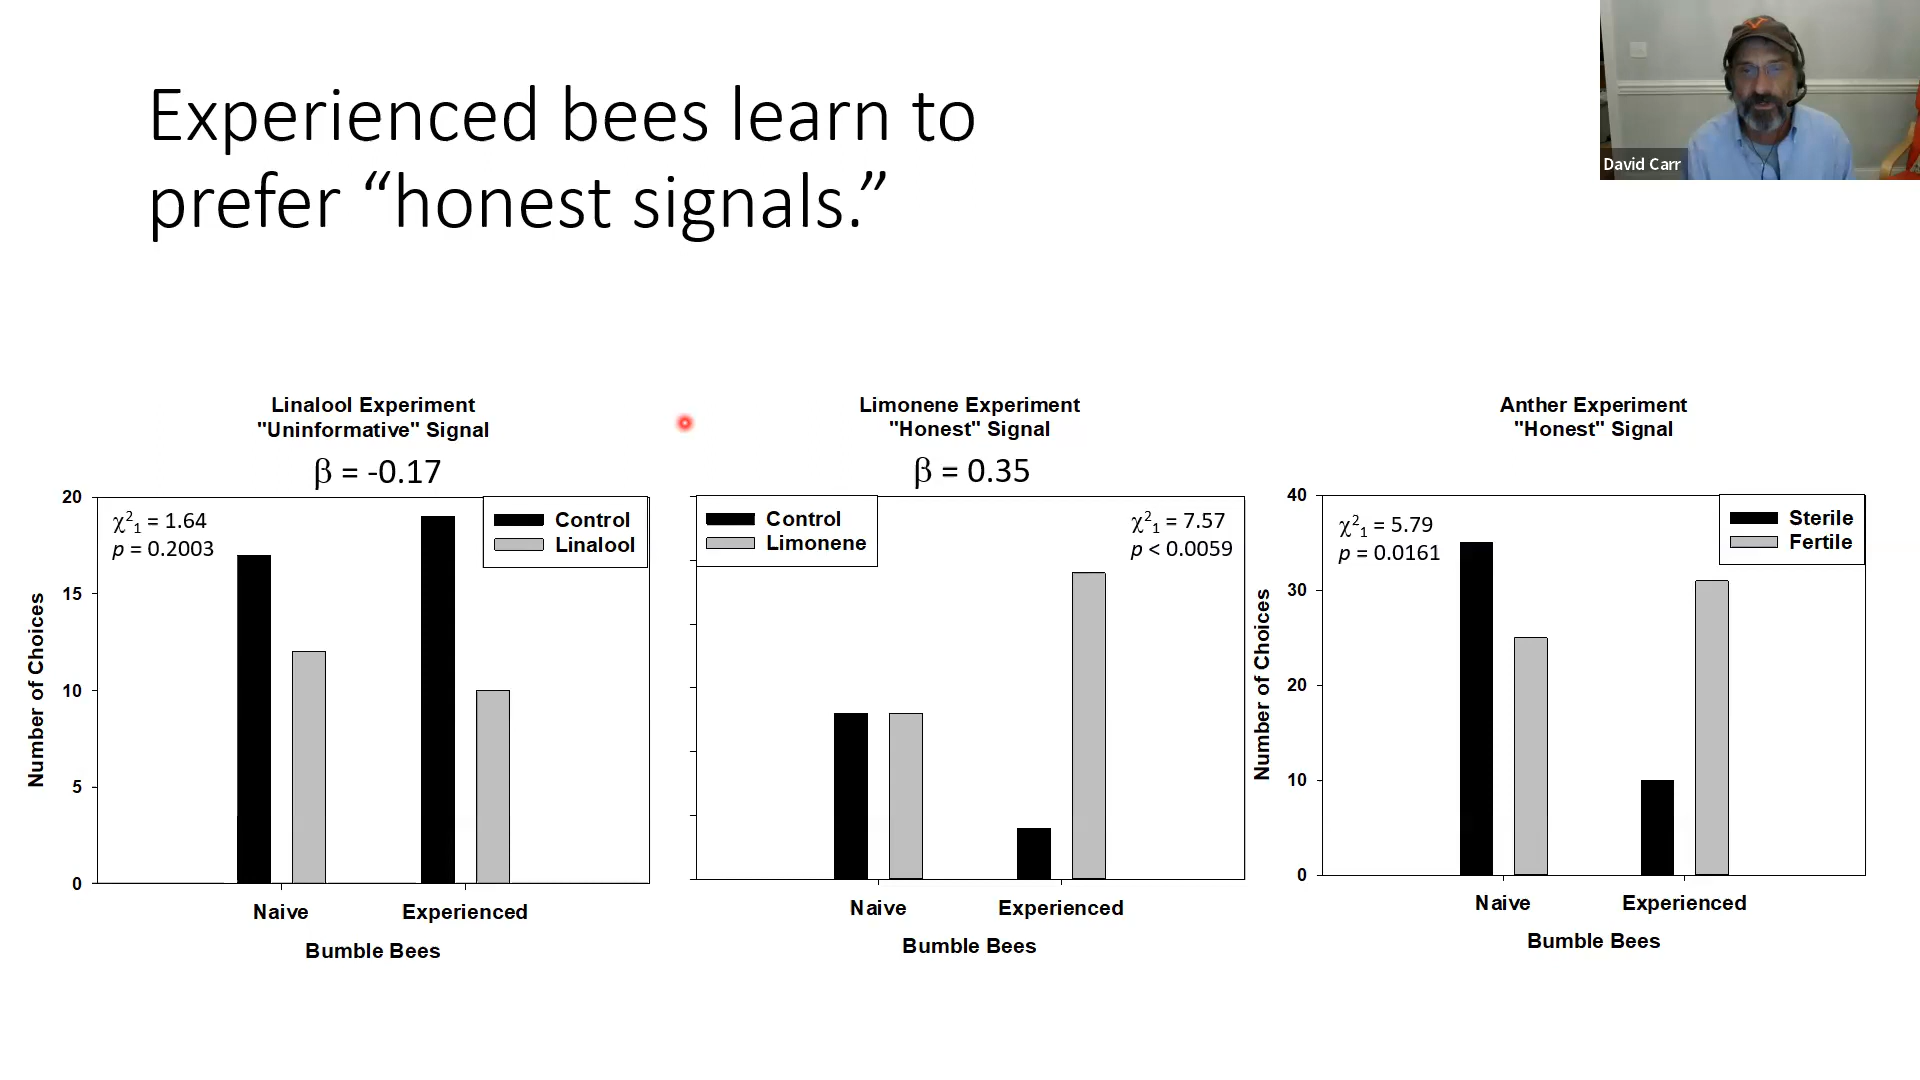 Experienced bees learn to
prefer “honest signals.”
David Carr
Linalool Experiment
"Uninformative" Signal
β = -0.17
20
15
10
5
0
Number of Choices
χ²₁ = 1.64
p = 0.2003
Control
Linalool
Naive
Experienced
Bumble Bees
Limonene Experiment
"Honest" Signal
β = 0.35
Control
Limonene
χ²₁ = 7.57
p < 0.0059
Naive
Experienced
Bumble Bees
Anther Experiment
"Honest" Signal
40
30
20
10
0
Number of Choices
χ²₁ = 5.79
p = 0.0161
Sterile
Fertile
Naive
Experienced
Bumble Bees